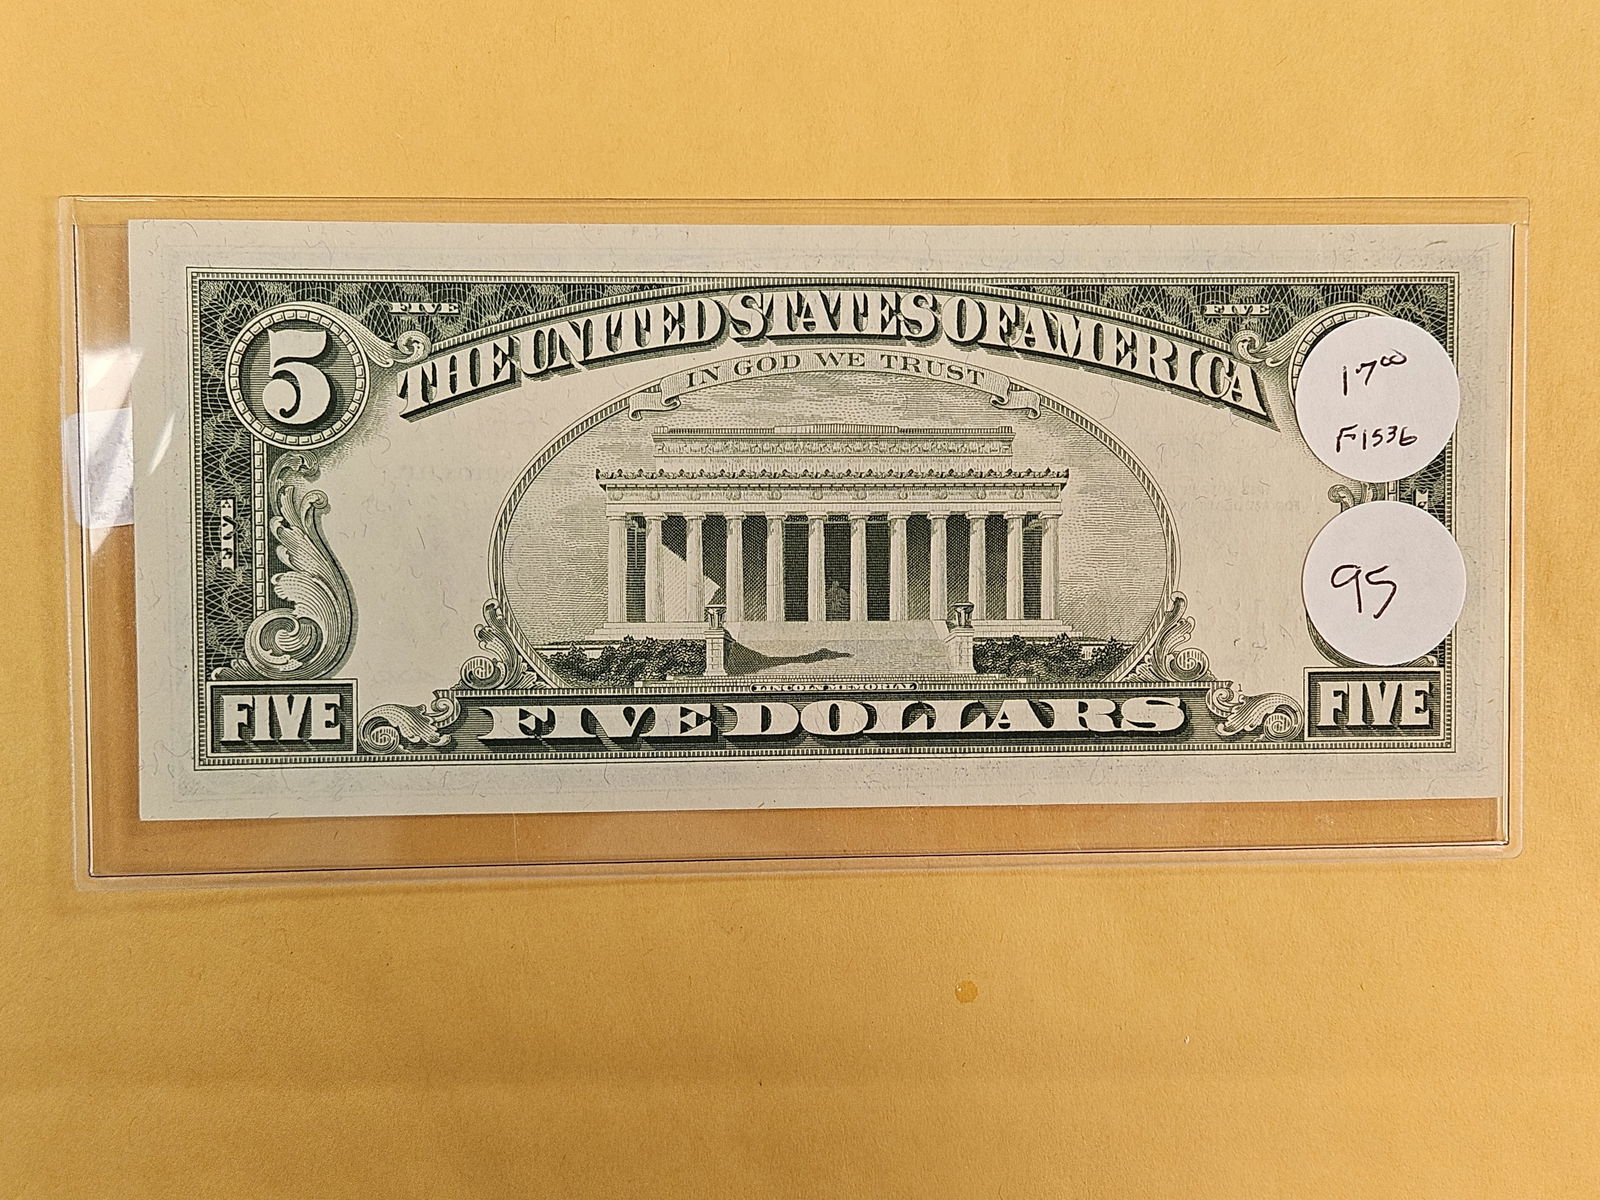 FIVE FIVE
5
THE UNITED STATES OF AMERICA
IN GOD WE TRUST
17⁰⁰
F1536
FIVE
95
LINCOLN MEMORIAL
FIVE FIVE DOLLARS FIVE
1